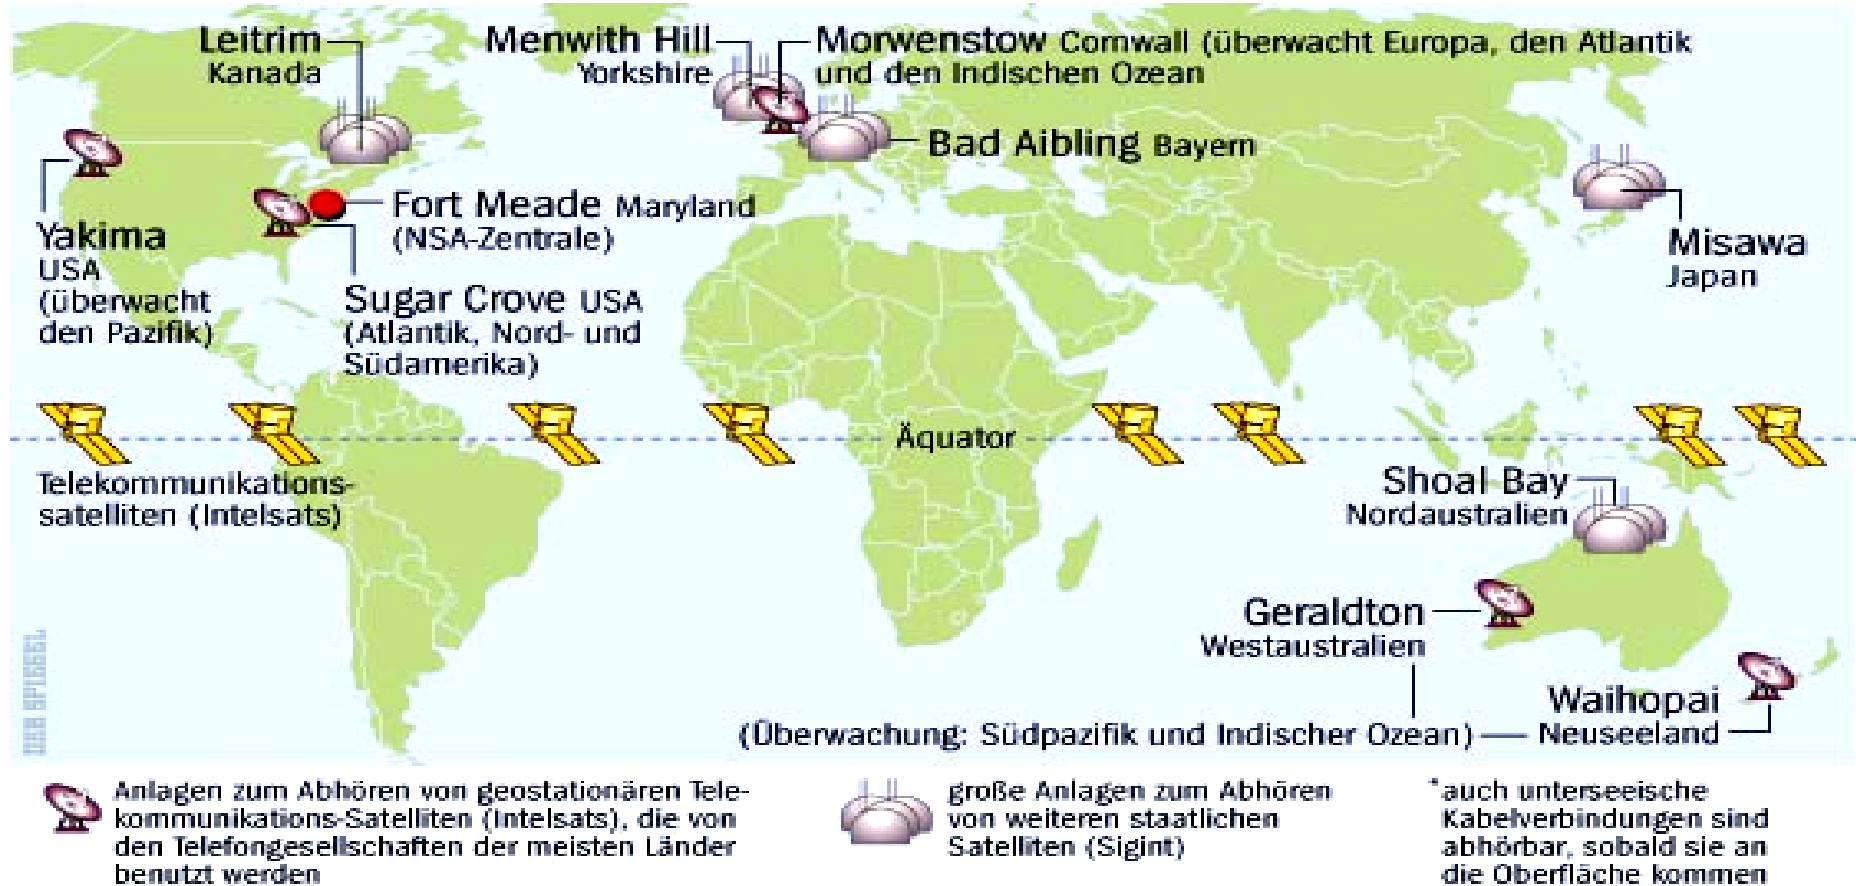 Leitrim
Kanada
Menwith Hill
Yorkshire
Morwenstow Cornwall (überwacht Europa, den Atlantik
und den Indischen Ozean
Bad Aibling Bayern
Yakima
USA
(überwacht
den Pazifik)
Fort Meade Maryland
(NSA-Zentrale)
Sugar Crove USA
(Atlantik, Nord- und
Südamerika)
Misawa
Japan
Äquator
Telekommunikations-
satelliten (Intelsats)
Shoal Bay
Nordaustralien
Geraldton
Westaustralien
Waihopai
Neuseeland
(Überwachung: Südpazifik und Indischer Ozean)
DER SPIEGEL
Anlagen zum Abhören von geostationären Tele-
kommunikations-Satelliten (Intelsats), die von
den Telefongesellschaften der meisten Länder
benutzt werden
große Anlagen zum Abhören
von weiteren staatlichen
Satelliten (Sigint)
*auch unterseeische
Kabelverbindungen sind
abhörbar, sobald sie an
die Oberfläche kommen